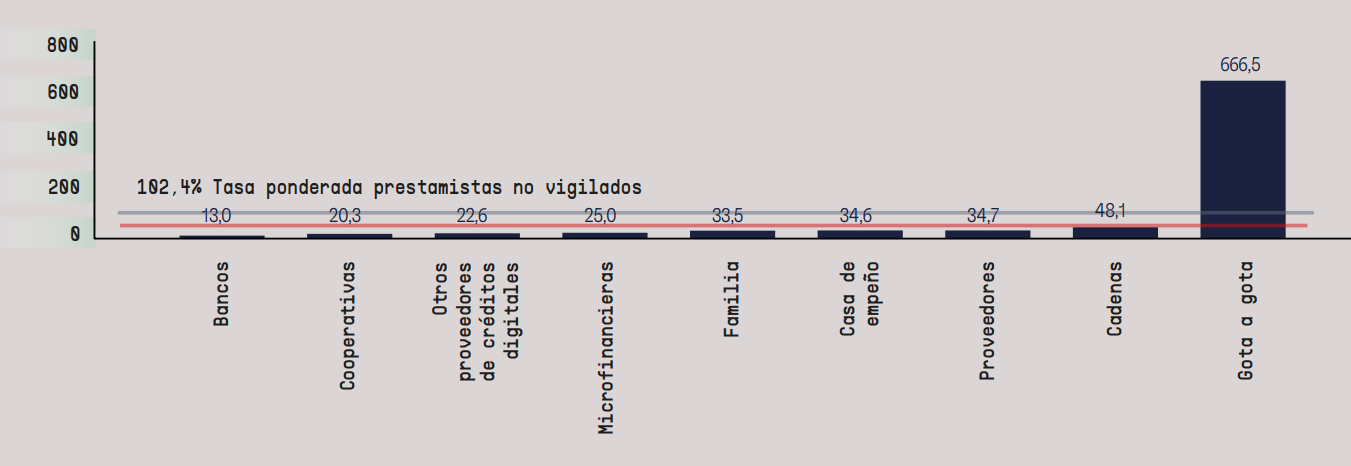 800
666,5
600
400
200
102,4% Tasa ponderada prestamistas no vigilados
13,0
20,3
22,6
25,0
33,5
34,6
34,7
48,1
0
Bancos
Cooperativas
Otros
proveedores
de créditos
digitales
Microfinancieras
Familia
Casa de
empeño
Proveedores
Cadenas
Gota a gota